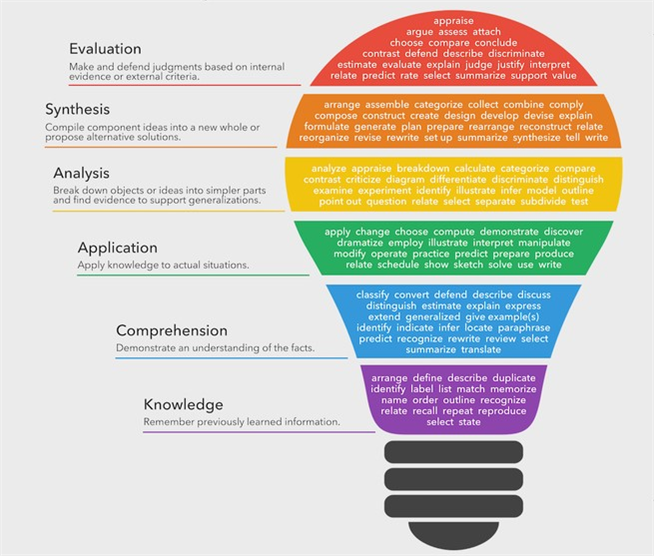 Evaluation
Make and defend judgments based on internal
evidence or external criteria.
appraise
argue assess attach
choose compare conclude
contrast defend describe discriminate
estimate evaluate explain judge justify interpret
relate predict rate select summarize support value
Synthesis
Compile component ideas into a new whole or
propose alternative solutions.
arrange assemble categorize collect combine comply
compose construct create design develop devise explain
formulate generate plan prepare rearrange reconstruct relate
reorganize revise rewrite set up summarize synthesize tell write
Analysis
Break down objects or ideas into simpler parts
and find evidence to support generalizations.
analyze appraise breakdown calculate categorize compare
contrast criticize diagram differentiate discriminate distinguish
examine experiment identify illustrate infer model outline
point out question relate select separate subdivide test
Application
Apply knowledge to actual situations.
apply change choose compute demonstrate discover
dramatize employ illustrate interpret manipulate
modify operate practice predict prepare produce
relate schedule show sketch solve use write
Comprehension
Demonstrate an understanding of the facts.
classify convert defend describe discuss
distinguish estimate explain express
extend generalized give example(s)
identify indicate infer locate paraphrase
predict recognize rewrite review select
summarize translate
Knowledge
Remember previously learned information.
arrange define describe duplicate
identify label list match memorize
name order outline recognize
relate recall repeat reproduce
select state